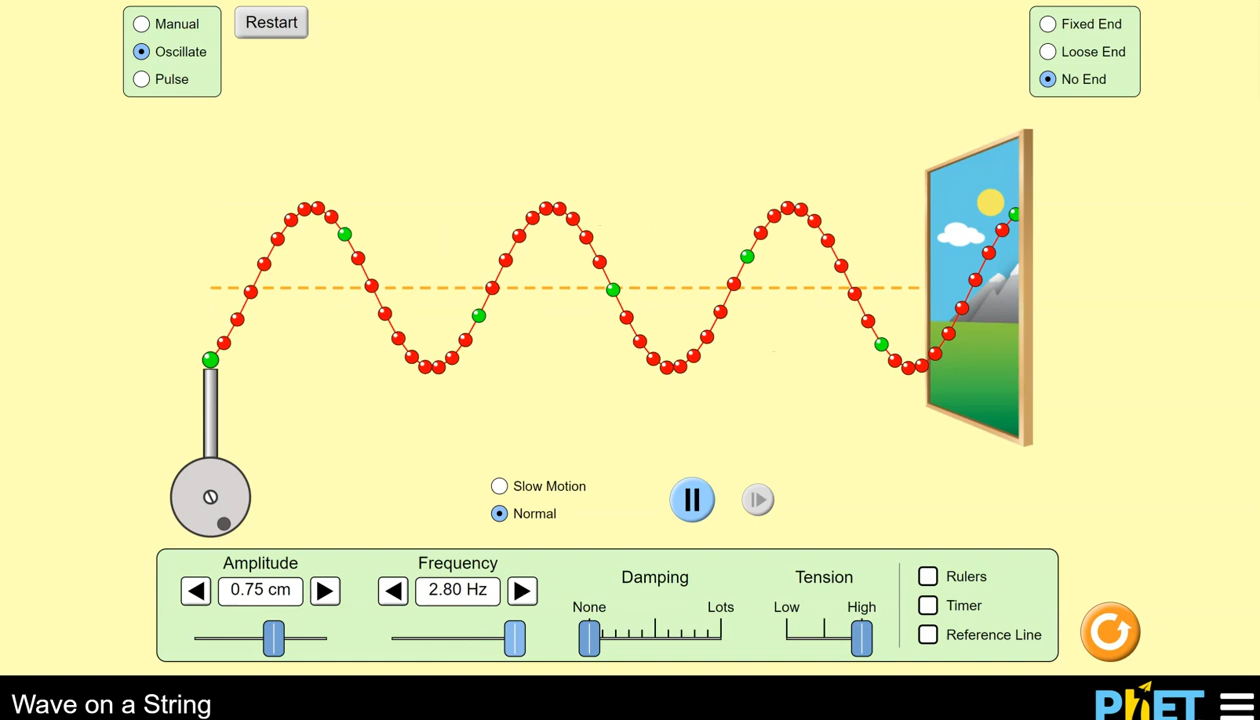 Manual
Oscillate
Pulse
Restart
Fixed End
Loose End
No End
Slow Motion
Normal
Amplitude
0.75 cm
Frequency
2.80 Hz
Damping
None
Lots
Tension
Low
High
Rulers
Timer
Reference Line
Wave on a String
PhET